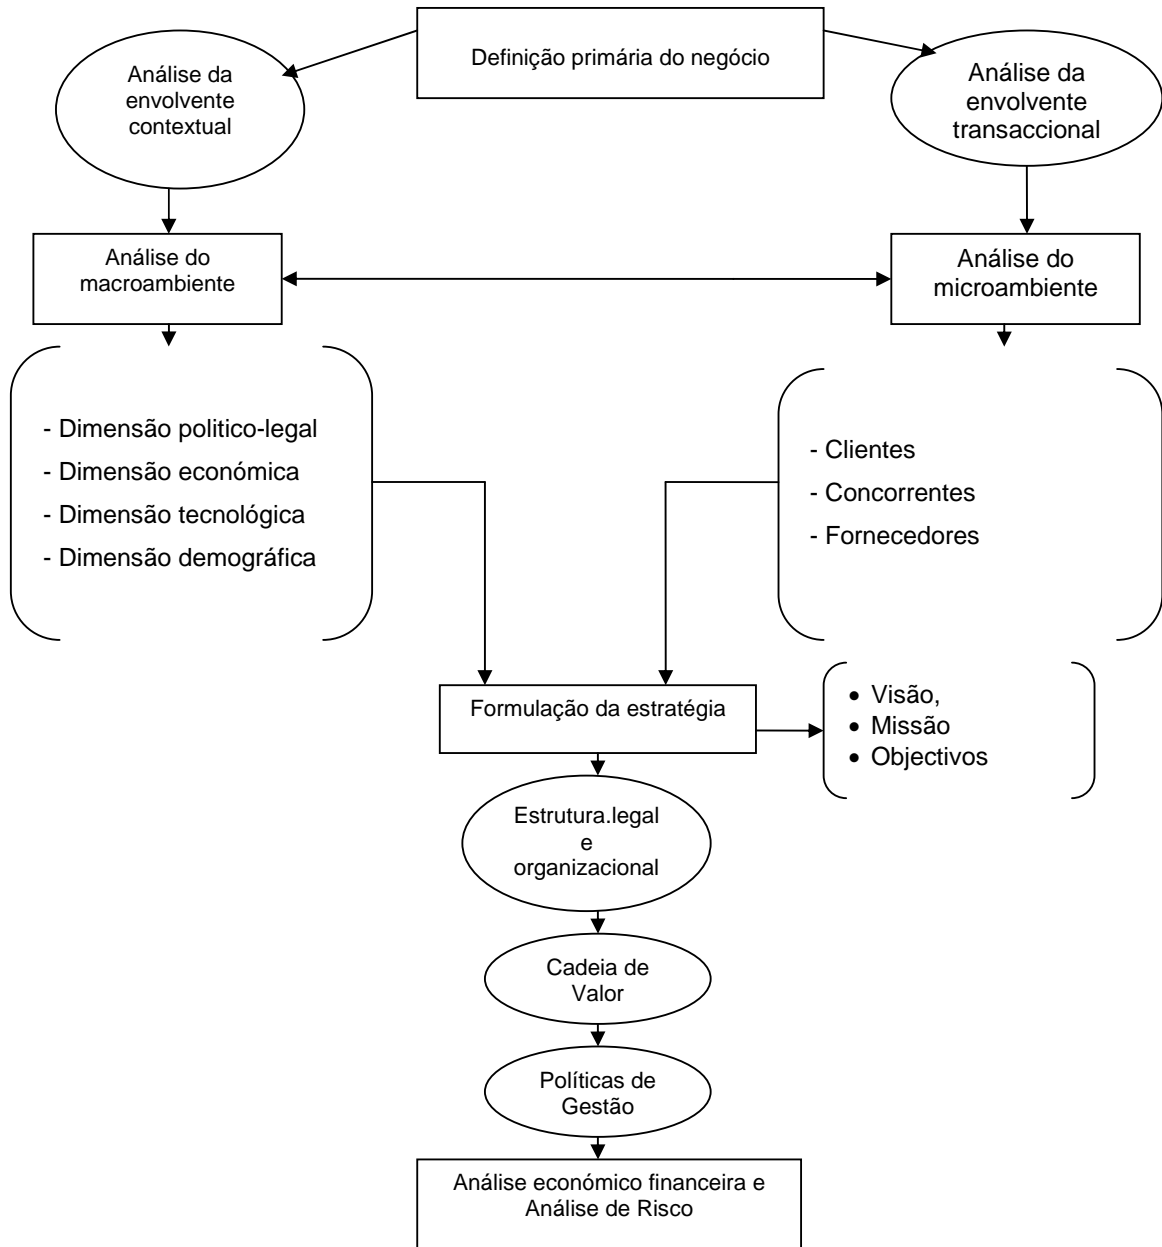 Definição primária do negócio
Análise da
envolvente
contextual
Análise da
envolvente
transaccional
Análise do
macroambiente
Análise do
microambiente
- Dimensão politico-legal
- Dimensão económica
- Dimensão tecnológica
- Dimensão demográfica
- Clientes
- Concorrentes
- Fornecedores
Formulação da estratégia
• Visão,
• Missão
• Objectivos
Estrutura.legal
e
organizacional
Cadeia de
Valor
Políticas de
Gestão
Análise económico financeira e
Análise de Risco